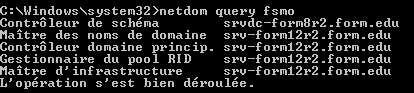 C:\Windows\system32>netdom query fsmo
Contrôleur de schéma srvdc-form8r2.form.edu
Maître des noms de domaine srv-form12r2.form.edu
Contrôleur domaine princip. srv-form12r2.form.edu
Gestionnaire du pool RID srv-form12r2.form.edu
Maître d'infrastructure srv-form12r2.form.edu
L'opération s'est bien déroulée.